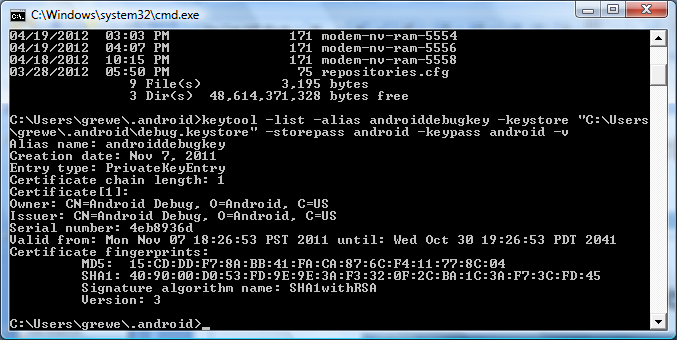 C:\Windows\system32\cmd.exe
04/19/2012  03:03 PM               171 modem-nv-ram-5554
04/19/2012  04:07 PM               171 modem-nv-ram-5556
04/18/2012  10:15 PM               171 modem-nv-ram-5558
03/28/2012  05:50 PM                75 repositories.cfg
               9 File(s)          3,195 bytes
               3 Dir(s)  48,614,371,328 bytes free
C:\Users\grewe\.android>keytool -list -alias androiddebugkey -keystore "C:\Users
\grewe\.android\debug.keystore" -storepass android -keypass android -v
Alias name: androiddebugkey
Creation date: Nov 7, 2011
Entry type: PrivateKeyEntry
Certificate chain length: 1
Certificate[1]:
Owner: CN=Android Debug, O=Android, C=US
Issuer: CN=Android Debug, O=Android, C=US
Serial number: 4eb8936d
Valid from: Mon Nov 07 18:26:53 PST 2011 until: Wed Oct 30 19:26:53 PDT 2041
Certificate fingerprints:
         MD5:  15:CD:DD:F7:8A:BB:41:FA:CA:87:6C:F4:11:77:8C:04
         SHA1: 40:90:00:D0:53:FD:9E:9E:3A:F3:32:0F:2C:BA:1C:3A:F7:3C:FD:45
         Signature algorithm name: SHA1withRSA
         Version: 3
C:\Users\grewe\.android>_